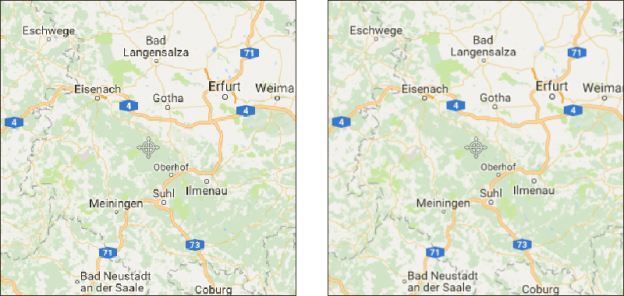 Eschwege
Bad
Langensalza
71
Eisenach
Erfurt
Weimar
4
Gotha
4
4
Oberhof
Ilmenau
Suhl
Meiningen
71
73
Bad Neustadt
an der Saale
Coburg
Eschwege
Bad
Langensalza
71
Eisenach
Erfurt
Weimar
4
Gotha
4
4
Oberhof
Ilmenau
Suhl
Meiningen
71
73
Bad Neustadt
an der Saale
Coburg